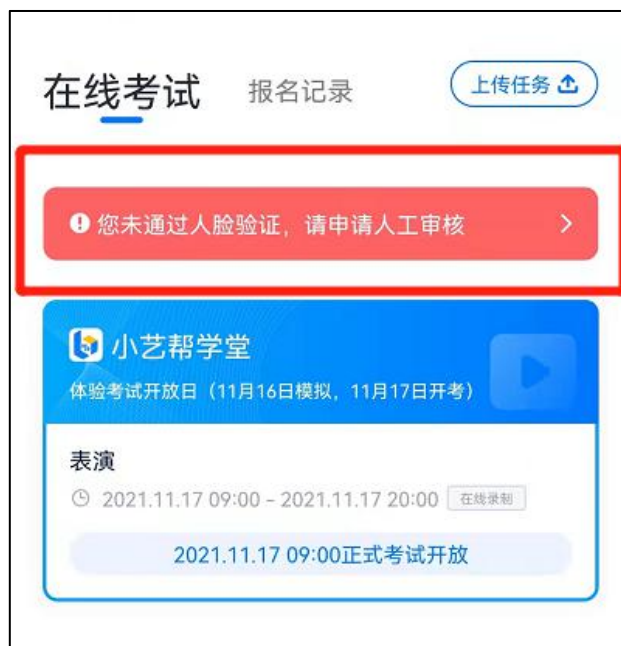 在线考试 报名记录 上传任务
您未通过人脸验证，请申请人工审核
小艺帮学堂
体验考试开放日（11月16日模拟，11月17日开考）
表演
2021.11.17 09:00 - 2021.11.17 20:00 在线录制
2021.11.17 09:00正式考试开放